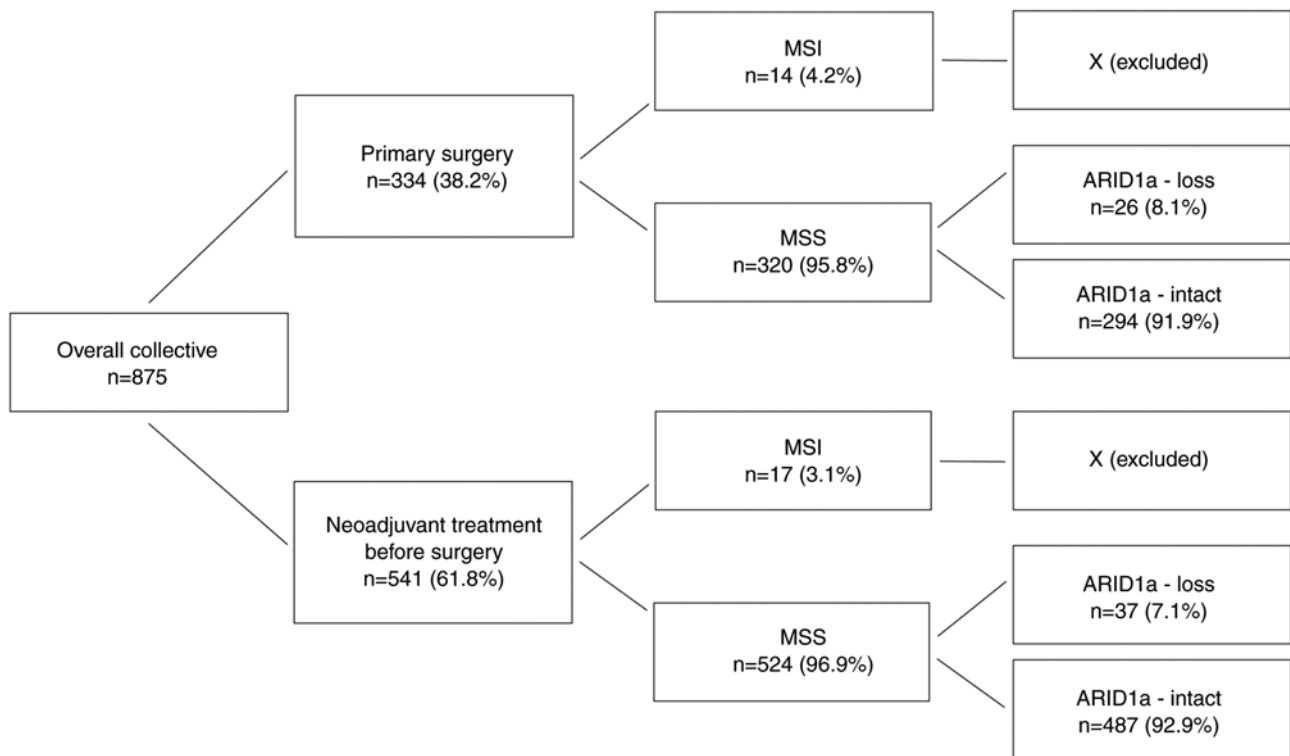 Overall collective
n=875
Primary surgery
n=334 (38.2%)
MSI
n=14 (4.2%)
X (excluded)
MSS
n=320 (95.8%)
ARID1a - loss
n=26 (8.1%)
ARID1a - intact
n=294 (91.9%)
Neoadjuvant treatment
before surgery
n=541 (61.8%)
MSI
n=17 (3.1%)
X (excluded)
MSS
n=524 (96.9%)
ARID1a - loss
n=37 (7.1%)
ARID1a - intact
n=487 (92.9%)